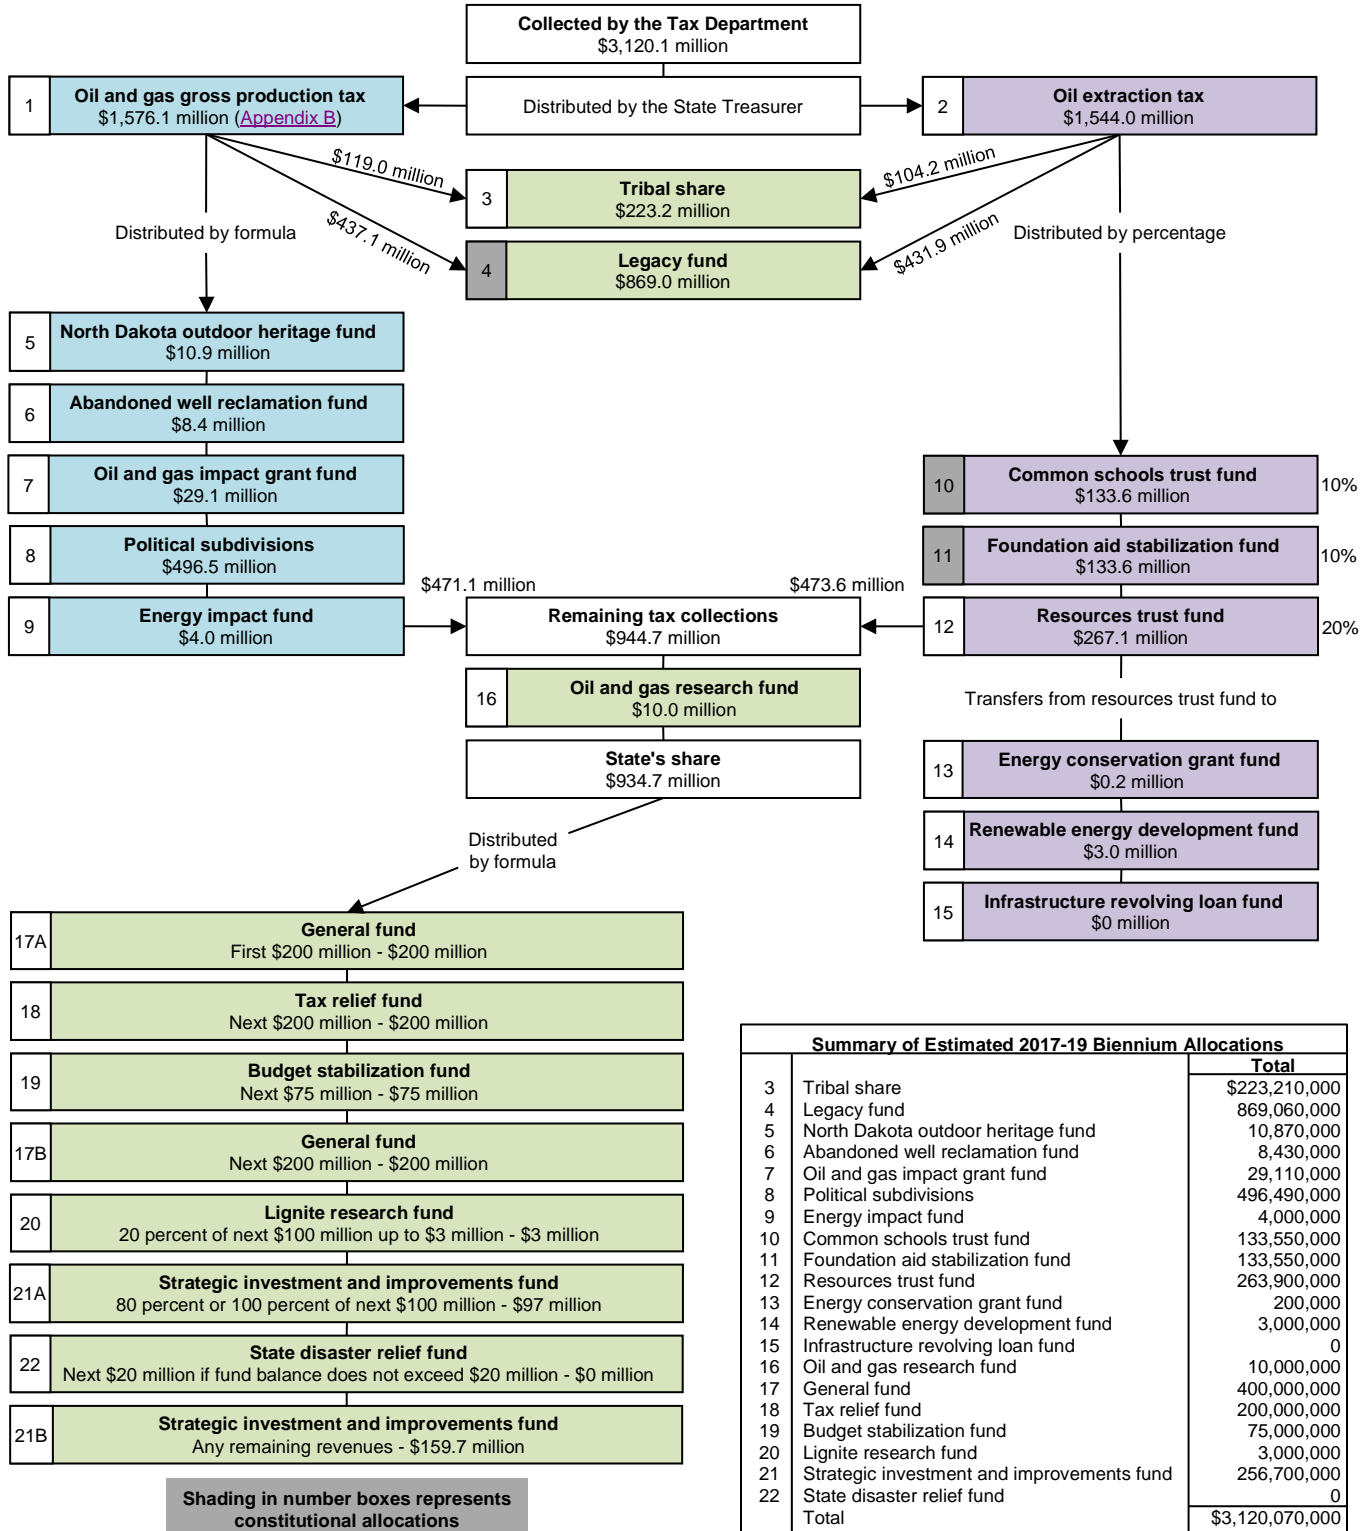 Collected by the Tax Department
$3,120.1 million
1
Oil and gas gross production tax
$1,576.1 million (Appendix B)
Distributed by the State Treasurer
2
Oil extraction tax
$1,544.0 million
$119.0 million
$104.2 million
3
Tribal share
$223.2 million
Distributed by formula
$437.1 million
$431.9 million
Distributed by percentage
4
Legacy fund
$869.0 million
5
North Dakota outdoor heritage fund
$10.9 million
6
Abandoned well reclamation fund
$8.4 million
7
Oil and gas impact grant fund
$29.1 million
8
Political subdivisions
$496.5 million
9
Energy impact fund
$4.0 million
10
Common schools trust fund
$133.6 million
10%
11
Foundation aid stabilization fund
$133.6 million
10%
12
Resources trust fund
$267.1 million
20%
$471.1 million
$473.6 million
Remaining tax collections
$944.7 million
16
Oil and gas research fund
$10.0 million
State's share
$934.7 million
Transfers from resources trust fund to
13
Energy conservation grant fund
$0.2 million
14
Renewable energy development fund
$3.0 million
15
Infrastructure revolving loan fund
$0 million
Distributed
by formula
17A
General fund
First $200 million - $200 million
18
Tax relief fund
Next $200 million - $200 million
19
Budget stabilization fund
Next $75 million - $75 million
17B
General fund
Next $200 million - $200 million
20
Lignite research fund
20 percent of next $100 million up to $3 million - $3 million
21A
Strategic investment and improvements fund
80 percent or 100 percent of next $100 million - $97 million
22
State disaster relief fund
Next $20 million if fund balance does not exceed $20 million - $0 million
21B
Strategic investment and improvements fund
Any remaining revenues - $159.7 million
Shading in number boxes represents
constitutional allocations
Summary of Estimated 2017-19 Biennium Allocations
Total
3 Tribal share $223,210,000
4 Legacy fund 869,060,000
5 North Dakota outdoor heritage fund 10,870,000
6 Abandoned well reclamation fund 8,430,000
7 Oil and gas impact grant fund 29,110,000
8 Political subdivisions 496,490,000
9 Energy impact fund 4,000,000
10 Common schools trust fund 133,550,000
11 Foundation aid stabilization fund 133,550,000
12 Resources trust fund 263,900,000
13 Energy conservation grant fund 200,000
14 Renewable energy development fund 3,000,000
15 Infrastructure revolving loan fund 0
16 Oil and gas research fund 10,000,000
17 General fund 400,000,000
18 Tax relief fund 200,000,000
19 Budget stabilization fund 75,000,000
20 Lignite research fund 3,000,000
21 Strategic investment and improvements fund 256,700,000
22 State disaster relief fund 0
Total $3,120,070,000